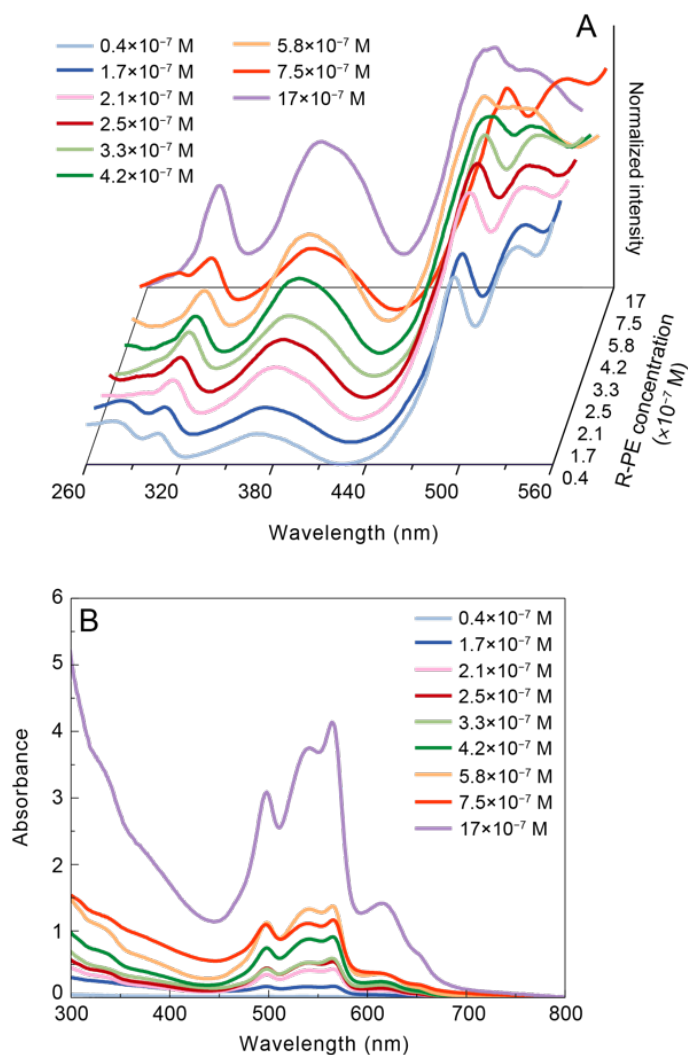 A
0.4×10⁻⁷ M
1.7×10⁻⁷ M
2.1×10⁻⁷ M
2.5×10⁻⁷ M
3.3×10⁻⁷ M
4.2×10⁻⁷ M
5.8×10⁻⁷ M
7.5×10⁻⁷ M
17×10⁻⁷ M
Normalized intensity
17
7.5
5.8
4.2
3.3
2.5
2.1
1.7
0.4
R-PE concentration
(×10⁻⁷ M)
260 320 380 440 500 560
Wavelength (nm)
B
6
5
4
3
2
1
0
Absorbance
0.4×10⁻⁷ M
1.7×10⁻⁷ M
2.1×10⁻⁷ M
2.5×10⁻⁷ M
3.3×10⁻⁷ M
4.2×10⁻⁷ M
5.8×10⁻⁷ M
7.5×10⁻⁷ M
17×10⁻⁷ M
300 400 500 600 700 800
Wavelength (nm)